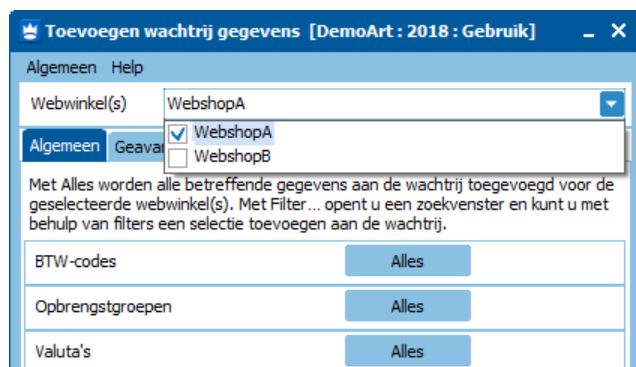 Toevoegen wachtrij gegevens [DemoArt : 2018 : Gebruik]
Algemeen Help
Webwinkel(s) WebshopA
WebshopA
WebshopB
Algemeen Geava
Met Alles worden alle betreffende gegevens aan de wachtrij toegevoegd voor de
geselecteerde webwinkel(s). Met Filter... opent u een zoekvenster en kunt u met
behulp van filters een selectie toevoegen aan de wachtrij.
BTW-codes Alles
Opbrengstgroepen Alles
Valuta's Alles